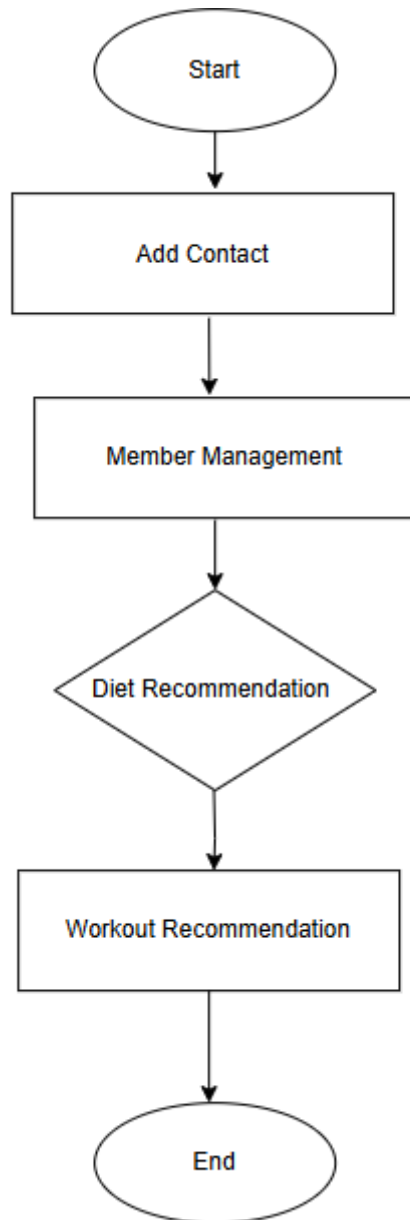 Start
Add Contact
Member Management
Diet Recommendation
Workout Recommendation
End